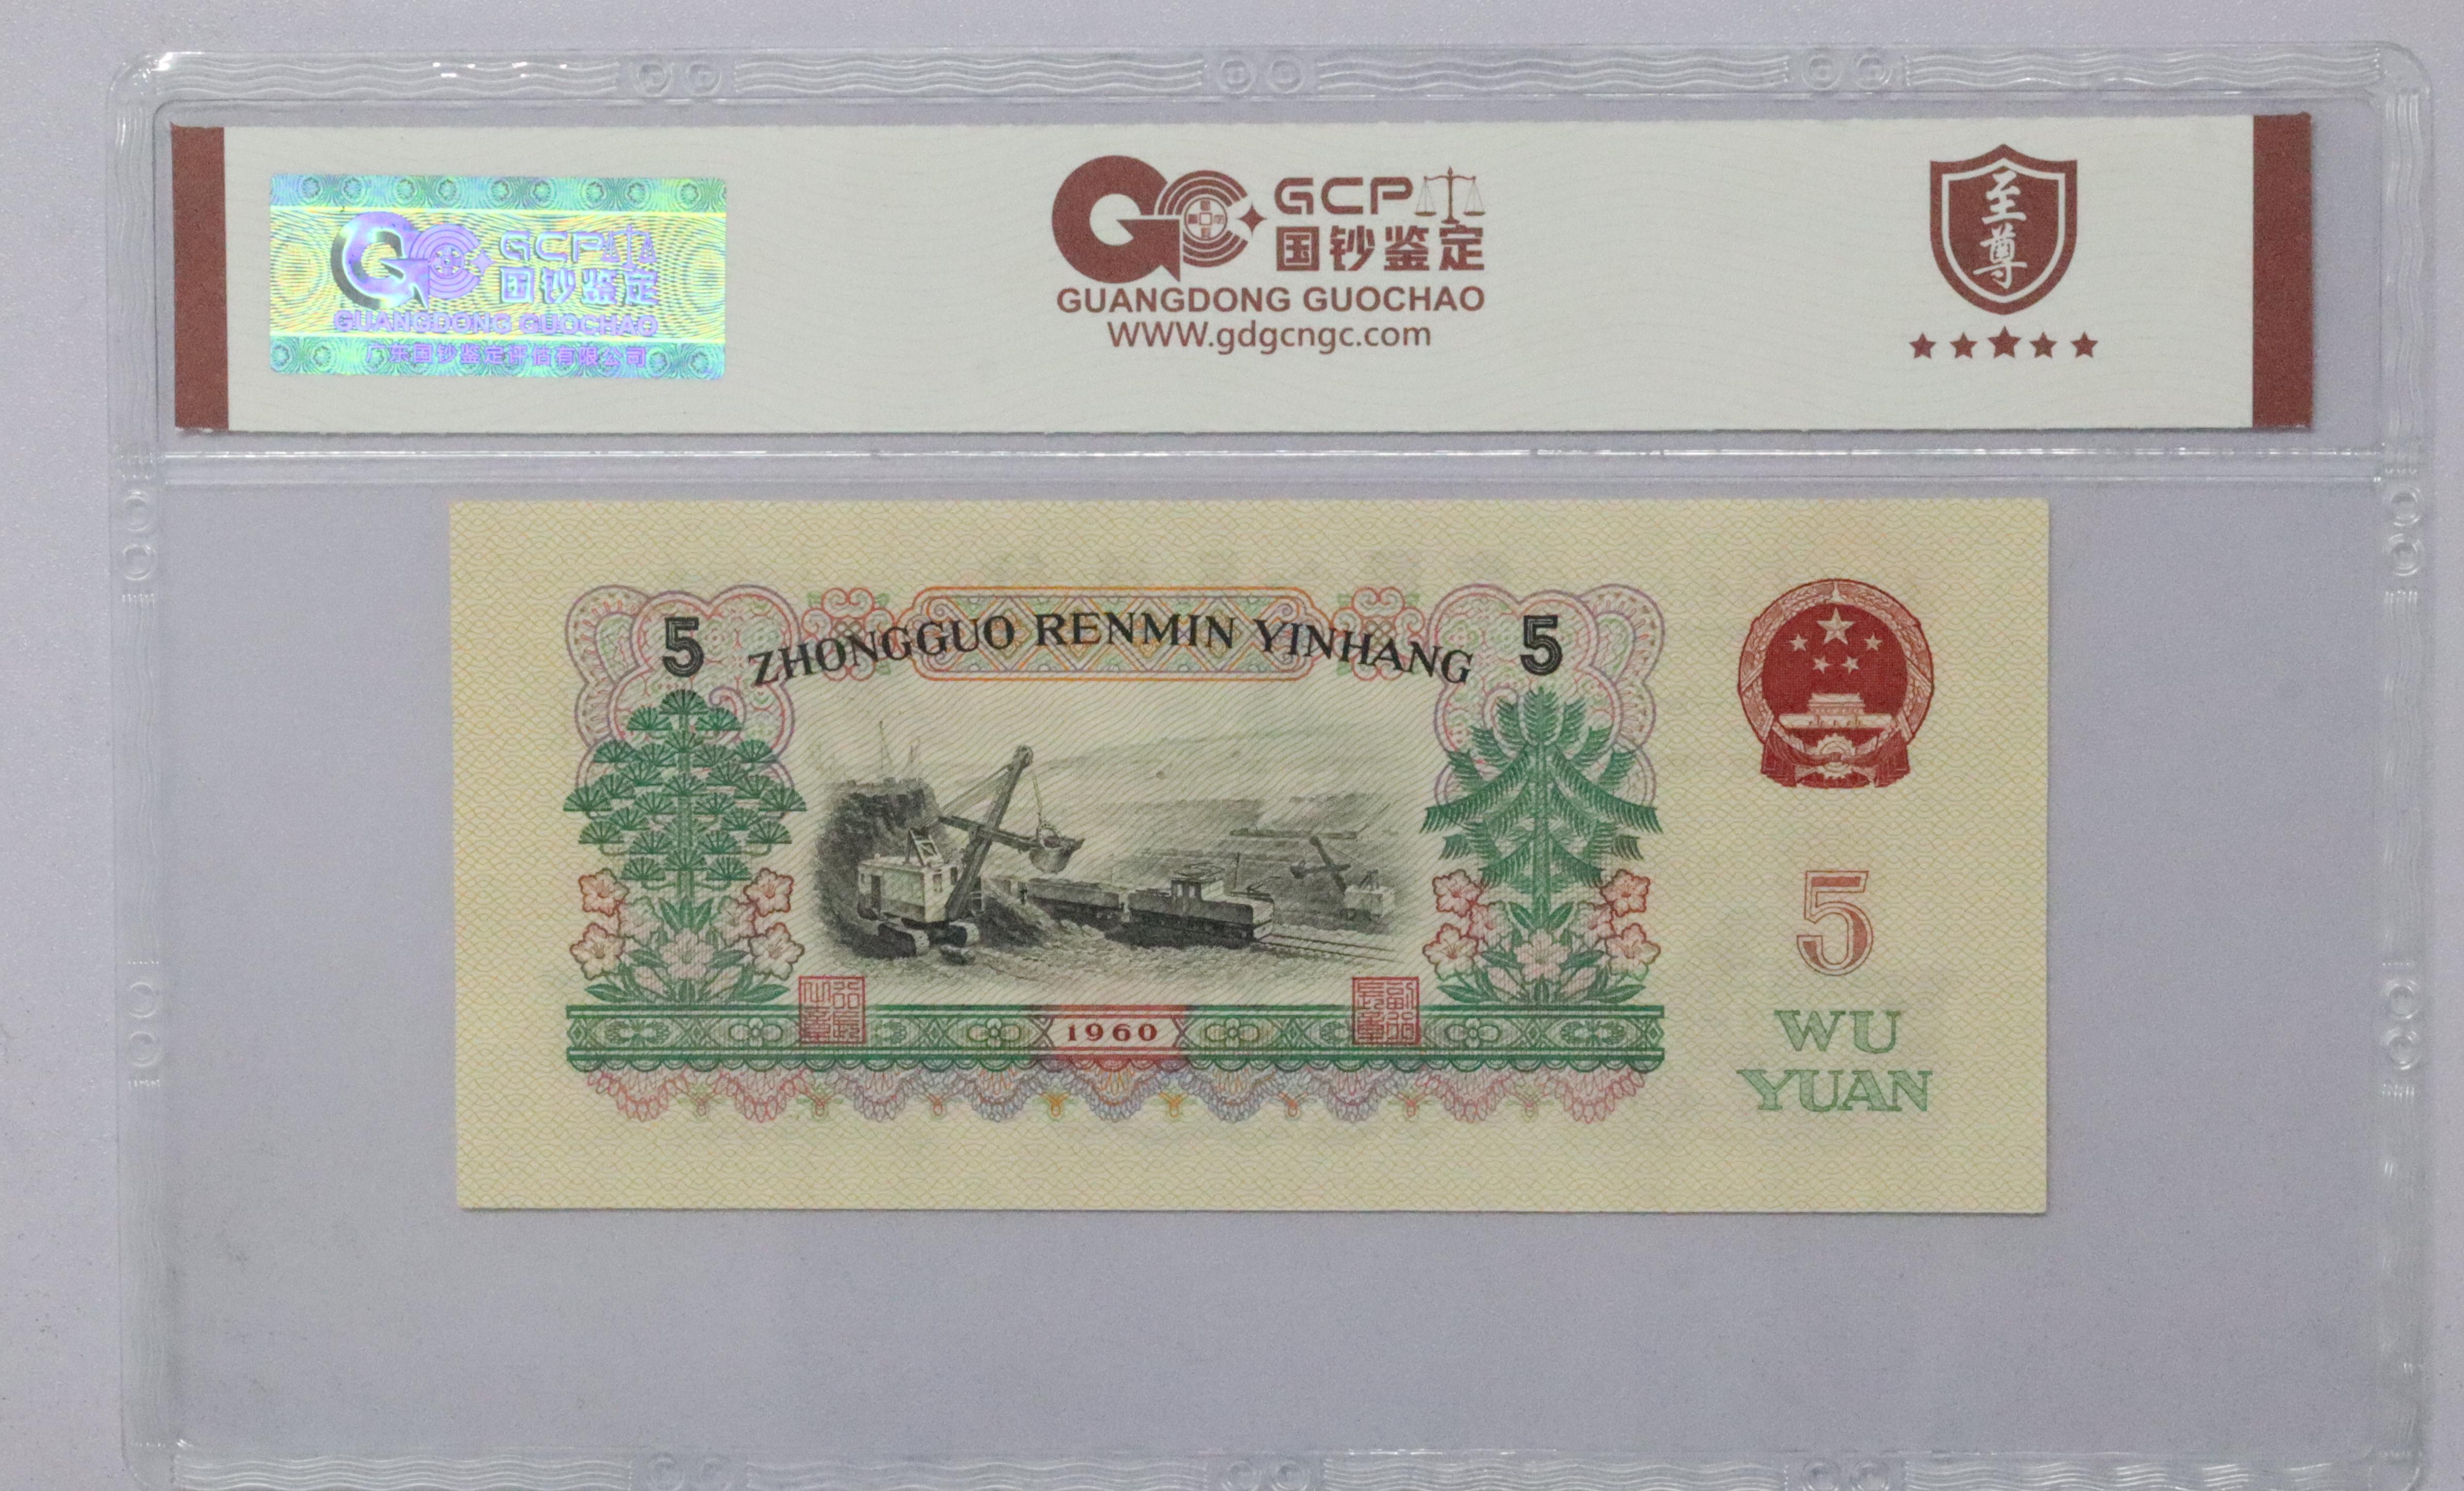 GCP
国钞鉴定
GUANGDONG GUOCHAO
广东国钞鉴定评估有限公司
GCP
国钞鉴定
GUANGDONG GUOCHAO
WWW.gdgcngc.com
至尊
5 ZHONGGUO RENMIN YINHANG 5
5
WU
YUAN
1960